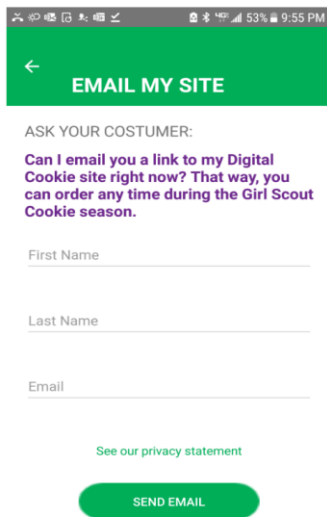 53% 9:55 PM
EMAIL MY SITE
ASK YOUR COSTUMER:
Can I email you a link to my Digital
Cookie site right now? That way, you
can order any time during the Girl Scout
Cookie season.
First Name
Last Name
Email
See our privacy statement
SEND EMAIL